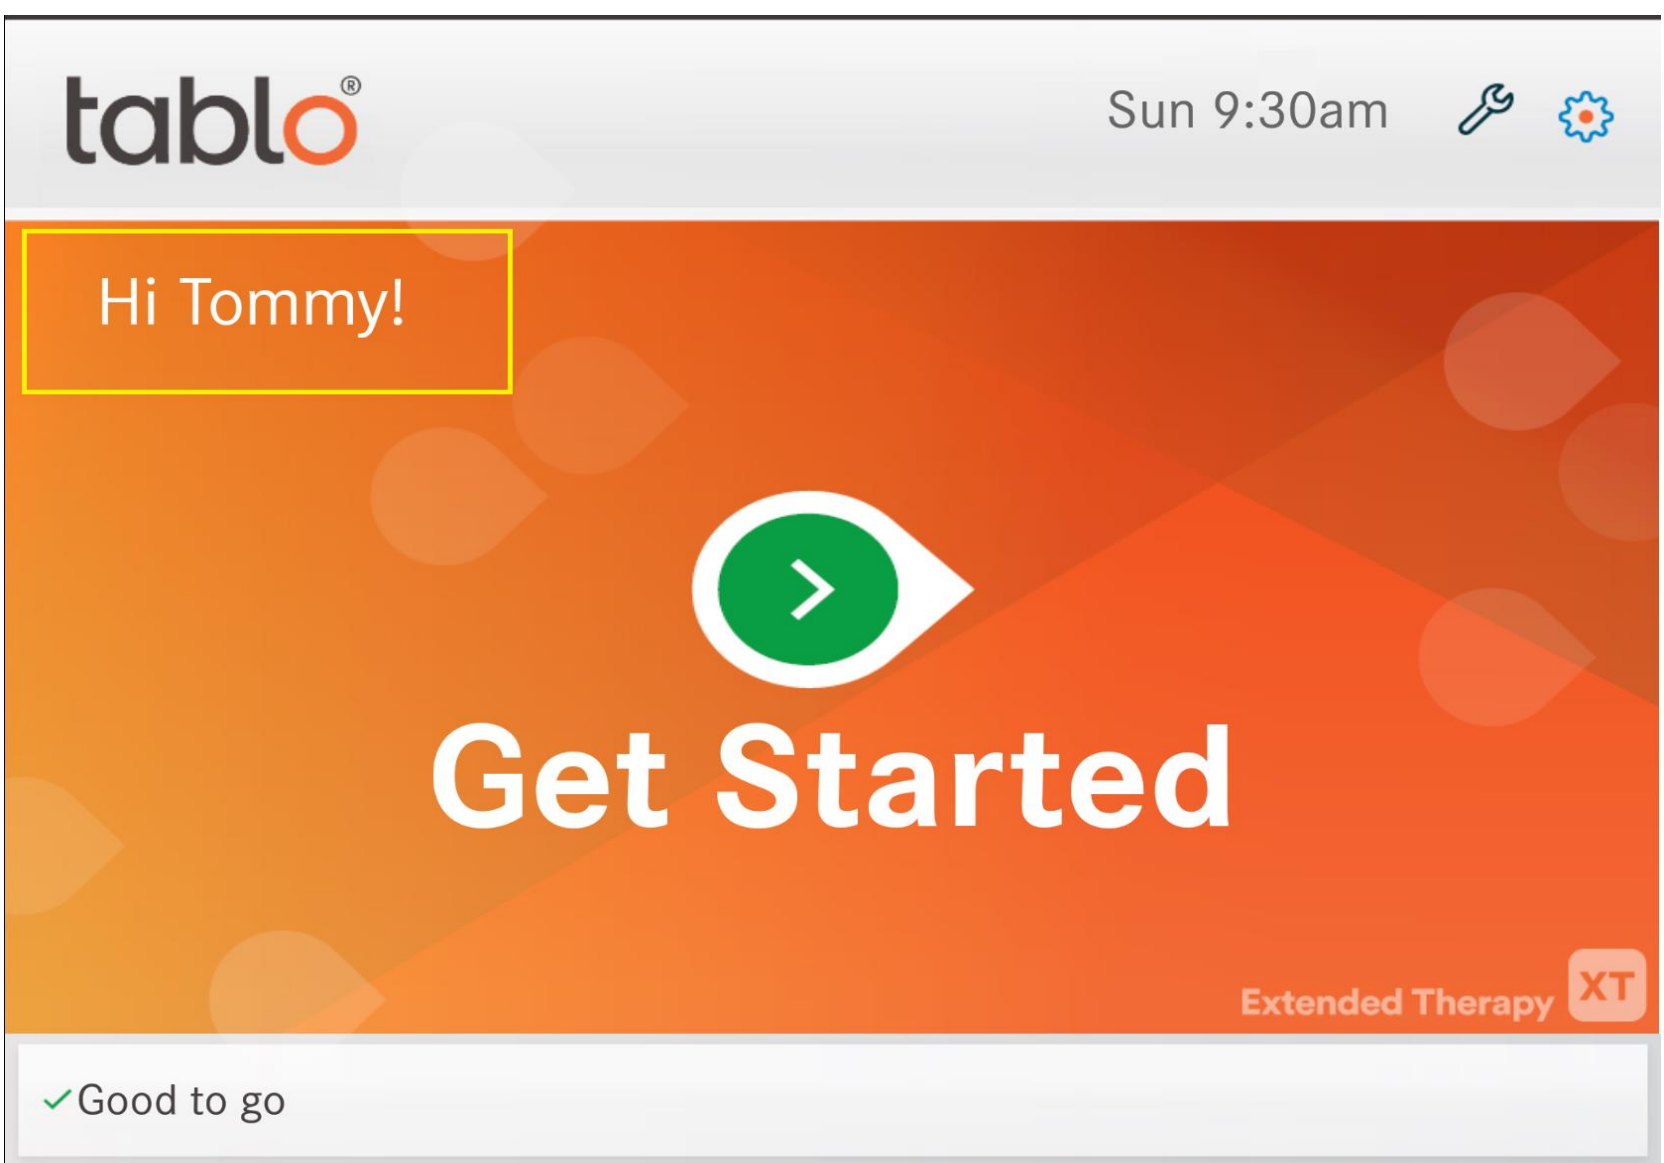 tablo®
Sun 9:30am
Hi Tommy!
Get Started
Extended Therapy XT
Good to go